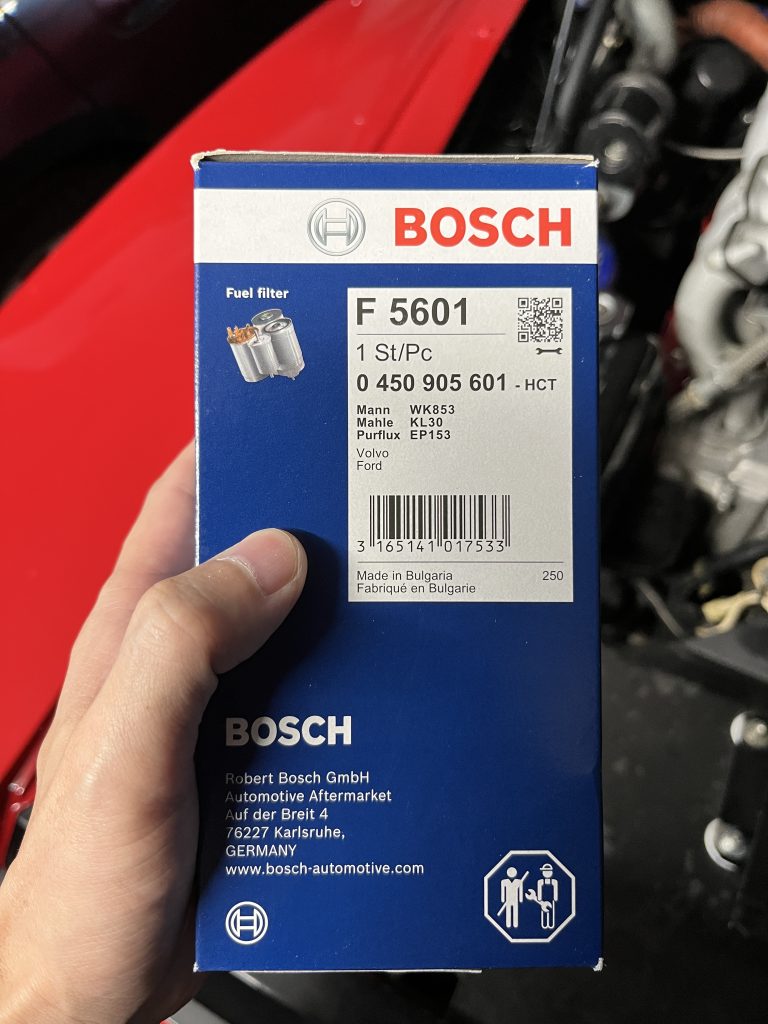 BOSCH
Fuel filter
F 5601
1 St/Pc
0 450 905 601 - HCT
Mann WK853
Mahle KL30
Purflux EP153
Volvo
Ford
3 165141 017533
Made in Bulgaria 250
Fabriqué en Bulgarie
BOSCH
Robert Bosch GmbH
Automotive Aftermarket
Auf der Breit 4
76227 Karlsruhe,
GERMANY
www.bosch-automotive.com